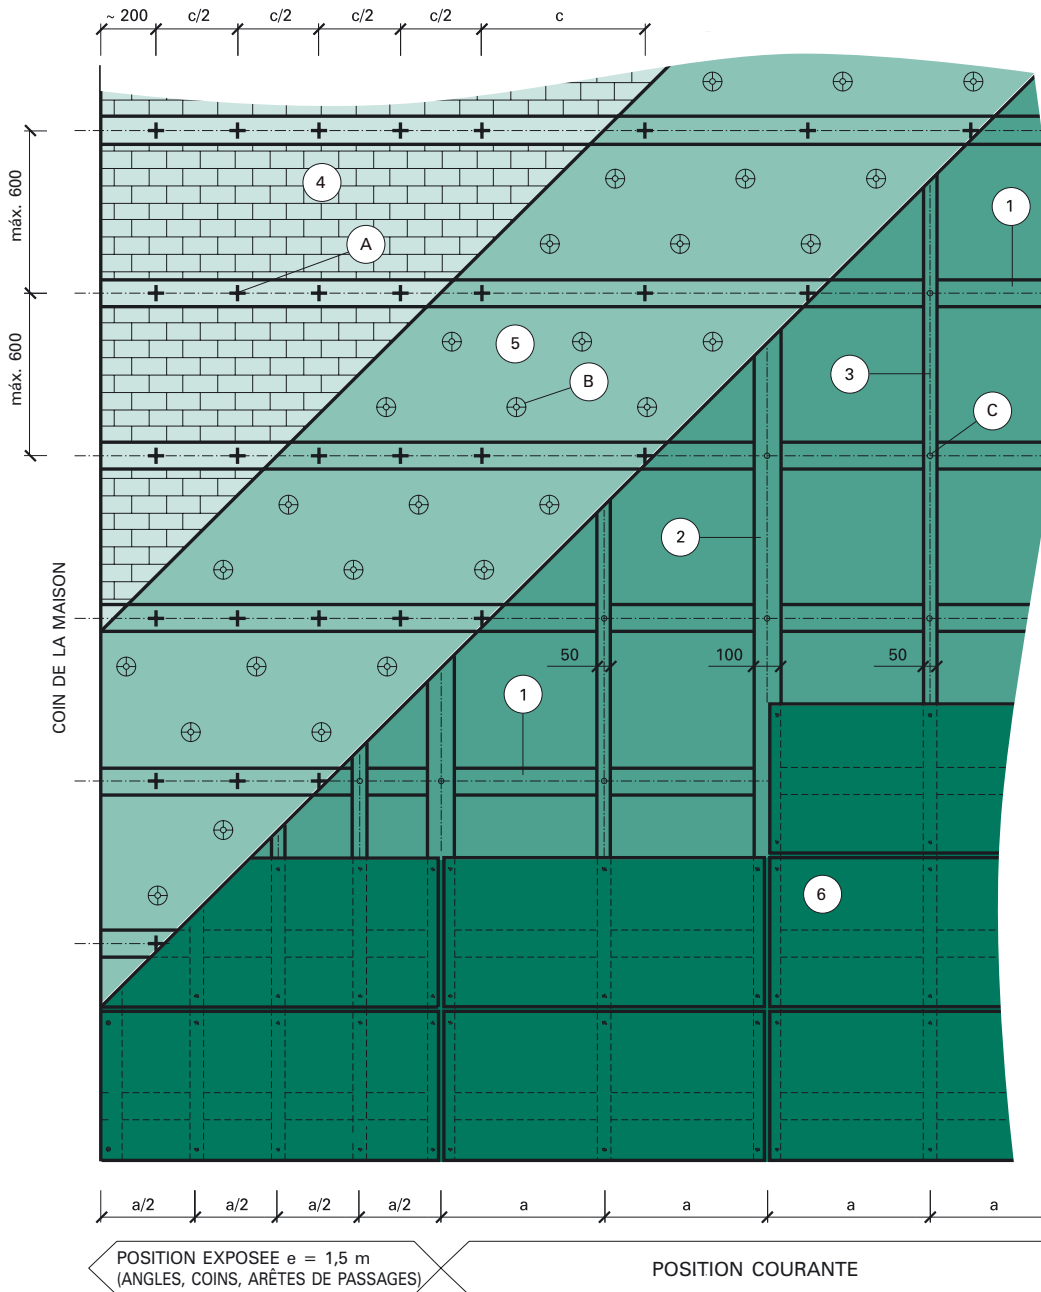 ~ 200
c/2
c/2
c/2
c/2
c
máx. 600
máx. 600
4
A
1
5
B
3
C
2
50
100
50
1
6
COIN DE LA MAISON
a/2
a/2
a/2
a/2
a
a
a
a
POSITION EXPOSEE e = 1,5 m
(ANGLES, COINS, ARÊTES DE PASSAGES)
POSITION COURANTE